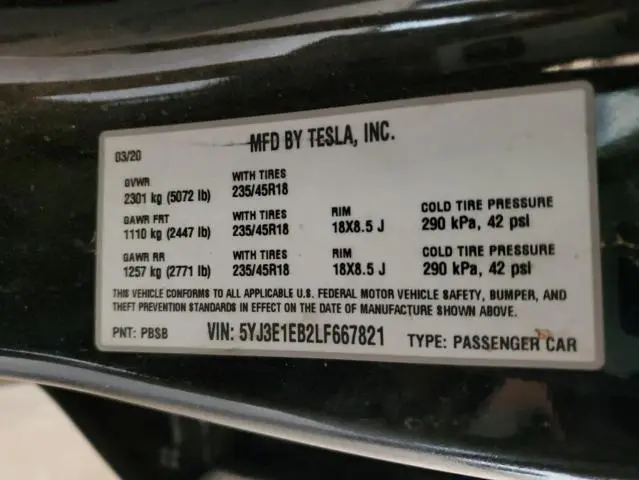 MFD BY TESLA, INC.
03/20
GVWR WITH TIRES
2301 kg (5072 lb) 235/45R18
GAWR FRT WITH TIRES RIM COLD TIRE PRESSURE
1110 kg (2447 lb) 235/45R18 18X8.5 J 290 kPa, 42 psi
GAWR RR WITH TIRES RIM COLD TIRE PRESSURE
1257 kg (2771 lb) 235/45R18 18X8.5 J 290 kPa, 42 psi
THIS VEHICLE CONFORMS TO ALL APPLICABLE U.S. FEDERAL MOTOR VEHICLE SAFETY, BUMPER, AND
THEFT PREVENTION STANDARDS IN EFFECT ON THE DATE OF MANUFACTURE SHOWN ABOVE.
PNT: PBSB VIN: 5YJ3E1EB2LF667821 TYPE: PASSENGER CAR